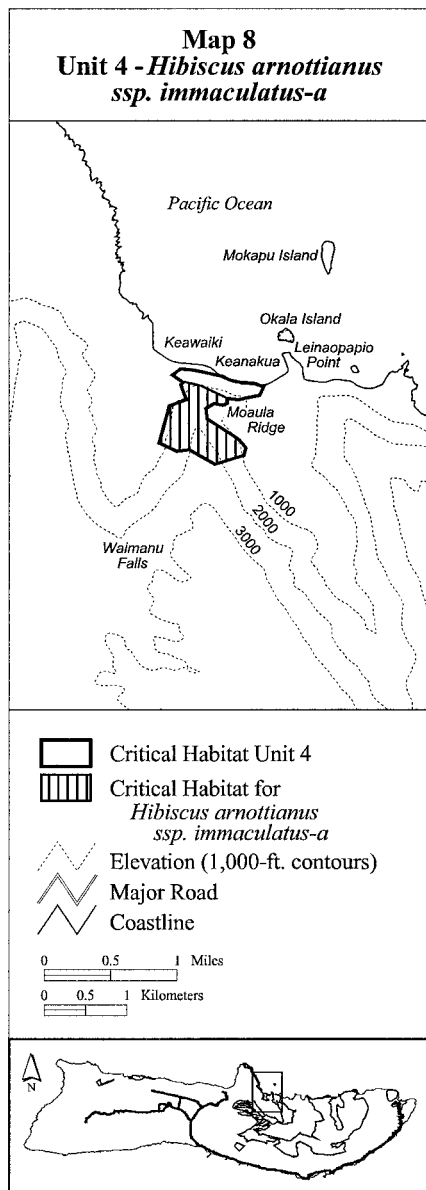 Map 8
Unit 4 - Hibiscus arnottianus
ssp. immaculatus-a
Pacific Ocean
Mokapu Island
Okala Island
Leinaopapio
Point
Keawaiki
Keanakua
Moaula
Ridge
1000
2000
3000
Waimanu
Falls
Critical Habitat Unit 4
Critical Habitat for
Hibiscus arnottianus
ssp. immaculatus-a
Elevation (1,000-ft. contours)
Major Road
Coastline
0 0.5 1 Miles
0 0.5 1 Kilometers
N